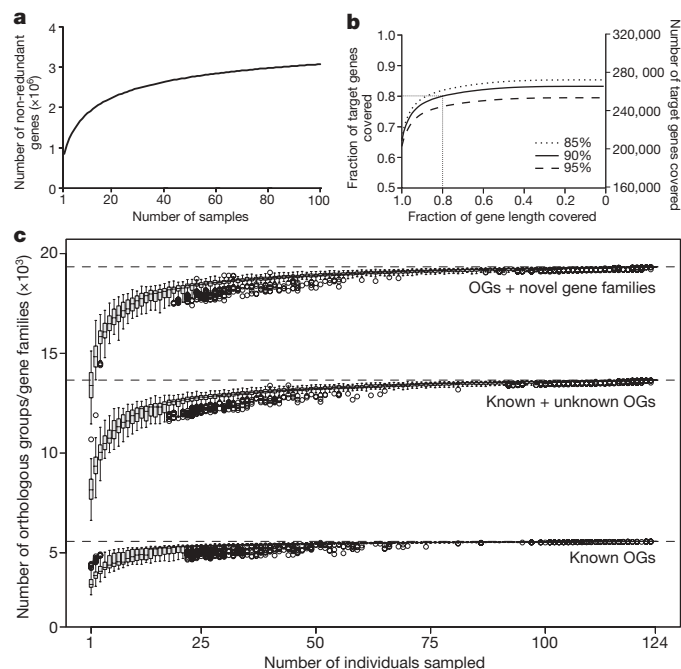 a
Number of non-redundant
genes (×10⁶)
4
3
2
1
0
1
20
40
60
80
100
Number of samples
b
Fraction of target genes
covered
1.0
0.9
0.8
0.7
0.6
0.5
1.0
0.8
0.6
0.4
0.2
0
Fraction of gene length covered
85%
90%
95%
320,000
280,000
240,000
200,000
160,000
Number of target genes covered
c
Number of orthologous groups/gene families (×10³)
20
15
10
5
0
OGs + novel gene families
Known + unknown OGs
Known OGs
1
25
50
75
100
124
Number of individuals sampled